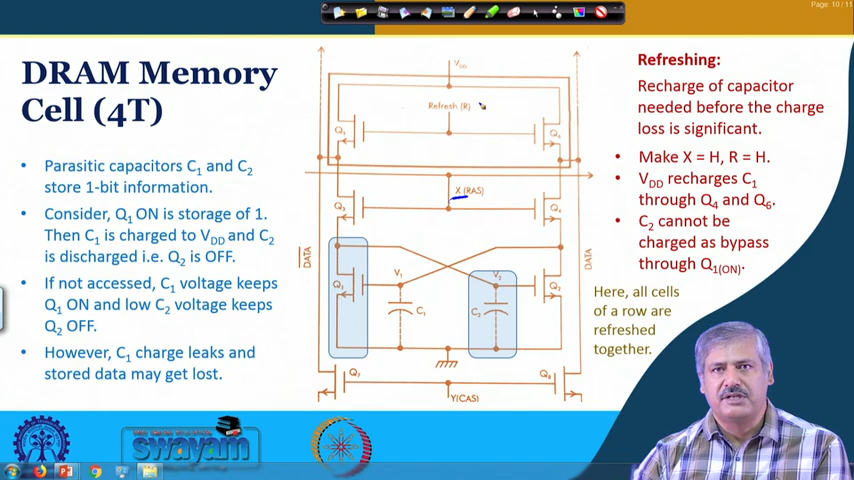 Page: 10 / 11
DRAM Memory
Cell (4T)
• Parasitic capacitors C1 and C2
store 1-bit information.
• Consider, Q1 ON is storage of 1.
Then C1 is charged to VDD and C2
is discharged i.e. Q2 is OFF.
• If not accessed, C1 voltage keeps
Q1 ON and low C2 voltage keeps
Q2 OFF.
• However, C1 charge leaks and
stored data may get lost.
VDD
Refresh (R)
Q5
Q6
X (RAS)
Q3
Q4
DATA
DATA
Q1
V1
V2
Q2
C1
C2
Q7
Q8
Y(CAS)
Refreshing:
Recharge of capacitor
needed before the charge
loss is significant.
• Make X = H, R = H.
• VDD recharges C1
through Q4 and Q6.
• C2 cannot be
charged as bypass
through Q1(ON).
Here, all cells
of a row are
refreshed
together.
swayam